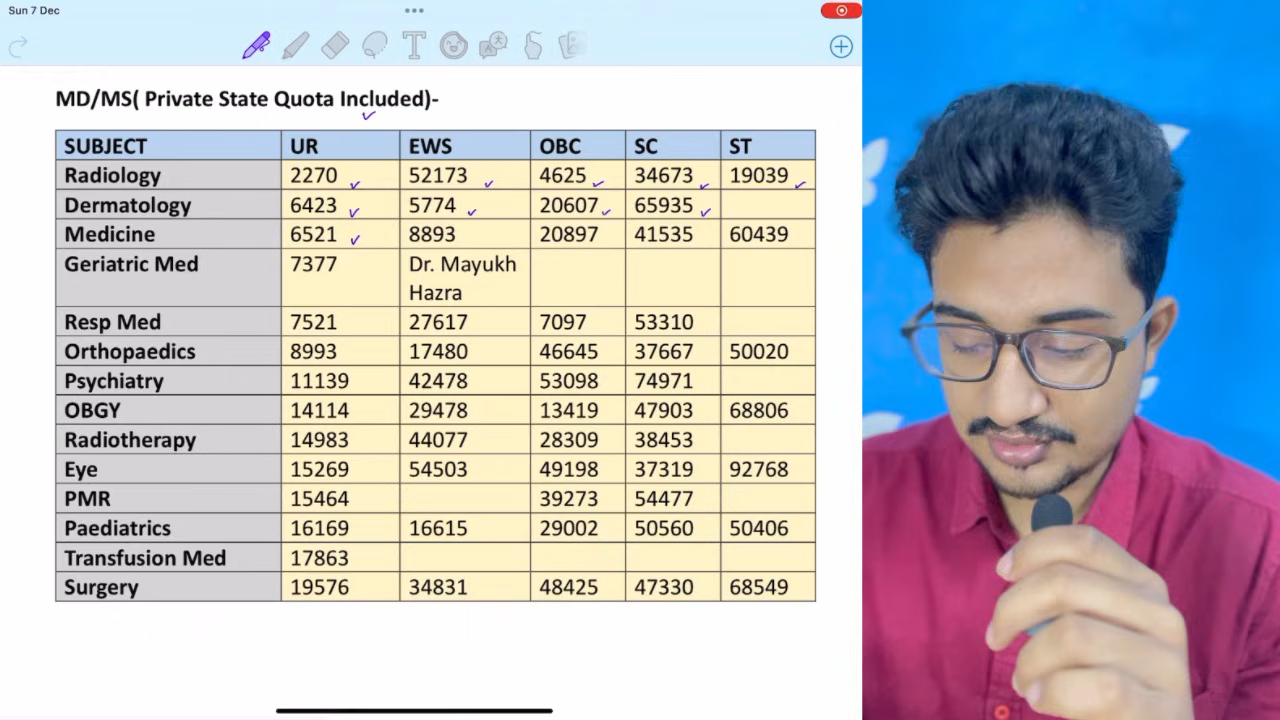 Sun 7 Dec
MD/MS( Private State Quota Included)-
SUBJECT UR EWS OBC SC ST
Radiology 2270 52173 4625 34673 19039
Dermatology 6423 5774 20607 65935
Medicine 6521 8893 20897 41535 60439
Geriatric Med 7377 Dr. Mayukh
Hazra
Resp Med 7521 27617 7097 53310
Orthopaedics 8993 17480 46645 37667 50020
Psychiatry 11139 42478 53098 74971
OBGY 14114 29478 13419 47903 68806
Radiotherapy 14983 44077 28309 38453
Eye 15269 54503 49198 37319 92768
PMR 15464 39273 54477
Paediatrics 16169 16615 29002 50560 50406
Transfusion Med 17863
Surgery 19576 34831 48425 47330 68549